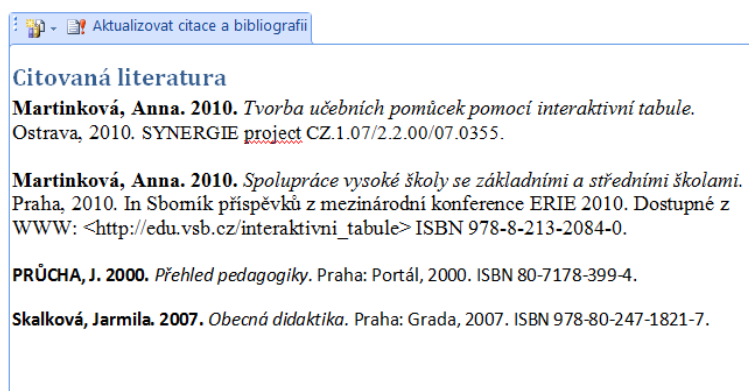 Aktualizovat citace a bibliografii
Citovaná literatura
Martinková, Anna. 2010. Tvorba učebních pomůcek pomocí interaktivní tabule.
Ostrava, 2010. SYNERGIE project CZ.1.07/2.2.00/07.0355.
Martinková, Anna. 2010. Spolupráce vysoké školy se základními a středními školami.
Praha, 2010. In Sborník příspěvků z mezinárodní konference ERIE 2010. Dostupné z
WWW: <http://edu.vsb.cz/interaktivni_tabule> ISBN 978-8-213-2084-0.
PRŮCHA, J. 2000. Přehled pedagogiky. Praha: Portál, 2000. ISBN 80-7178-399-4.
Skalková, Jarmila. 2007. Obecná didaktika. Praha: Grada, 2007. ISBN 978-80-247-1821-7.